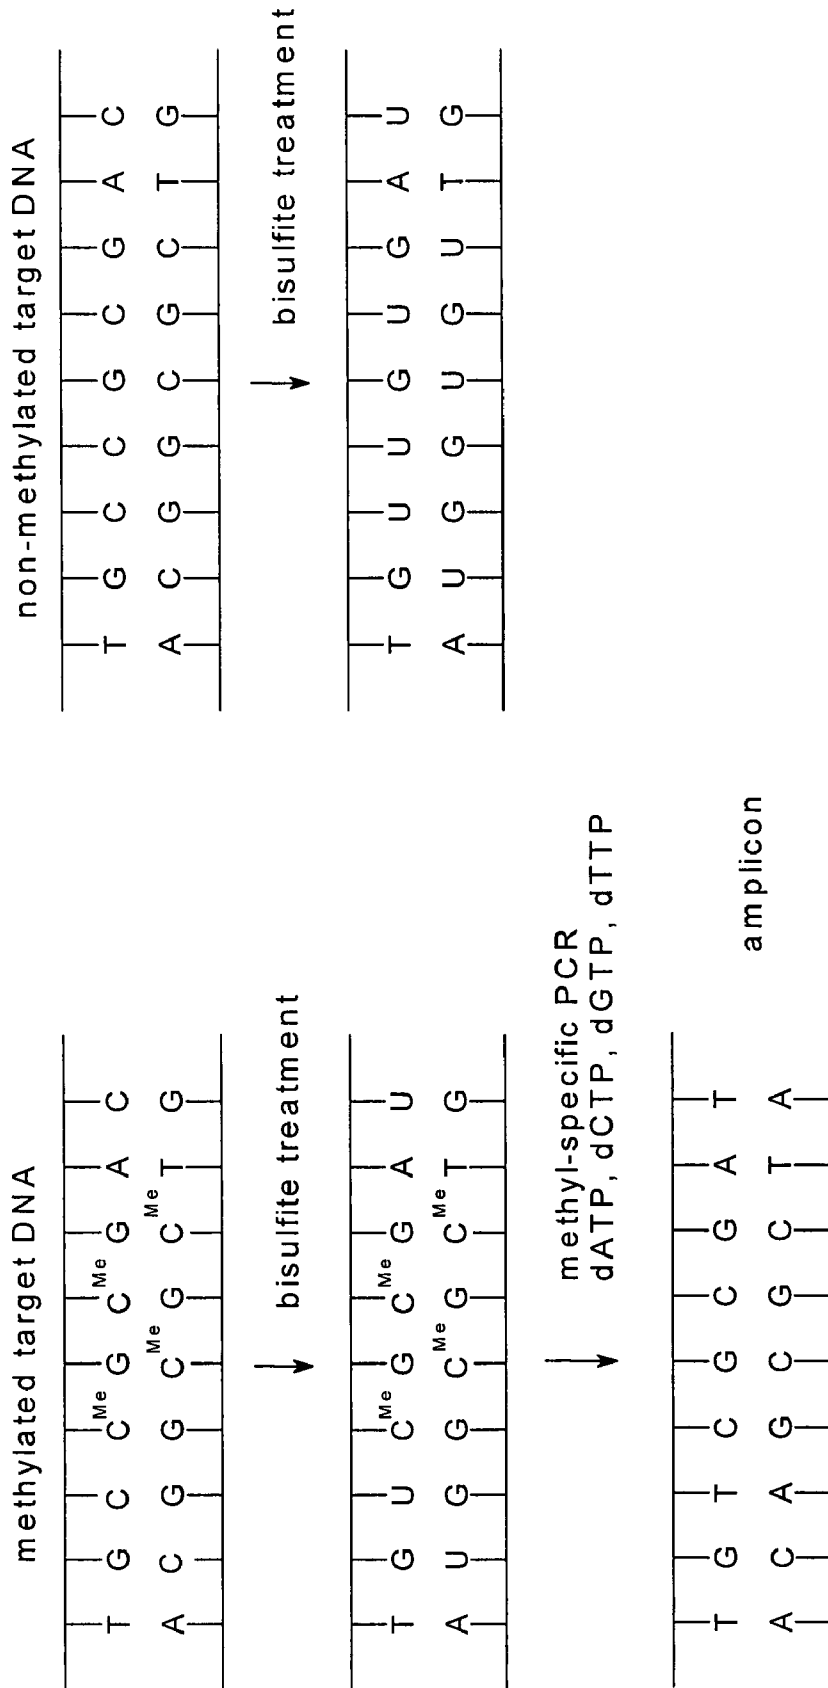 methylated target DNA
T G C C Me G C Me G A C
A C G G C Me G C Me T G
bisulfite treatment
T G U C Me G C Me G A U
A U G G C Me G C Me T G
methyl-specific PCR
dATP, dCTP, dGTP, dTTP
T G T C G C G A T
A C A G C G C T A
amplicon
non-methylated target DNA
T G C C G C G A C
A C G G C G C T G
bisulfite treatment
T G U U G U G A U
A U G G U G U T G